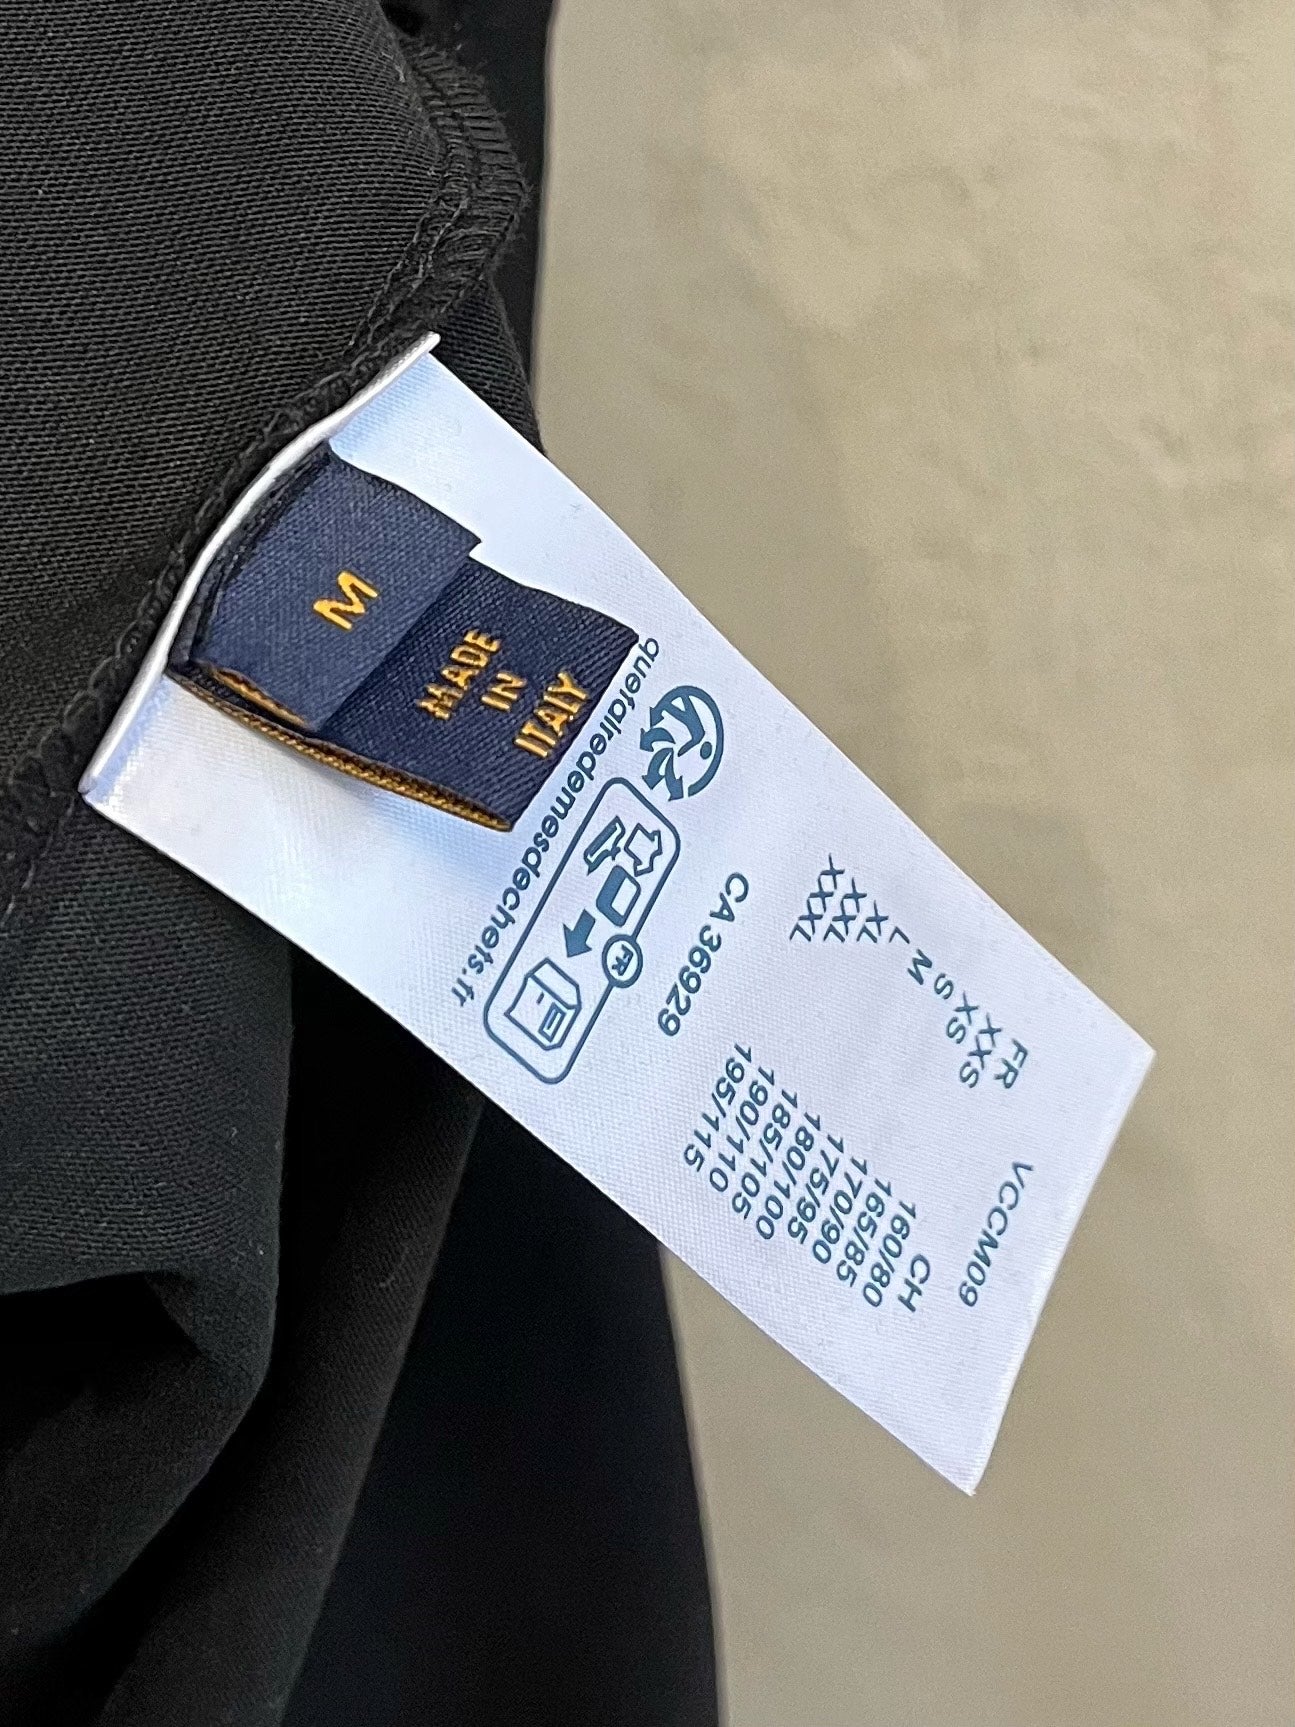 M
MADE
IN
ITALY
VCCM09
FR CH
XXS 160/80
XS 165/85
S 170/90
M 175/95
L 180/100
XL 185/105
XXL 190/110
XXXL 195/115
CA 36929
FR
quefairedemesdechets.fr